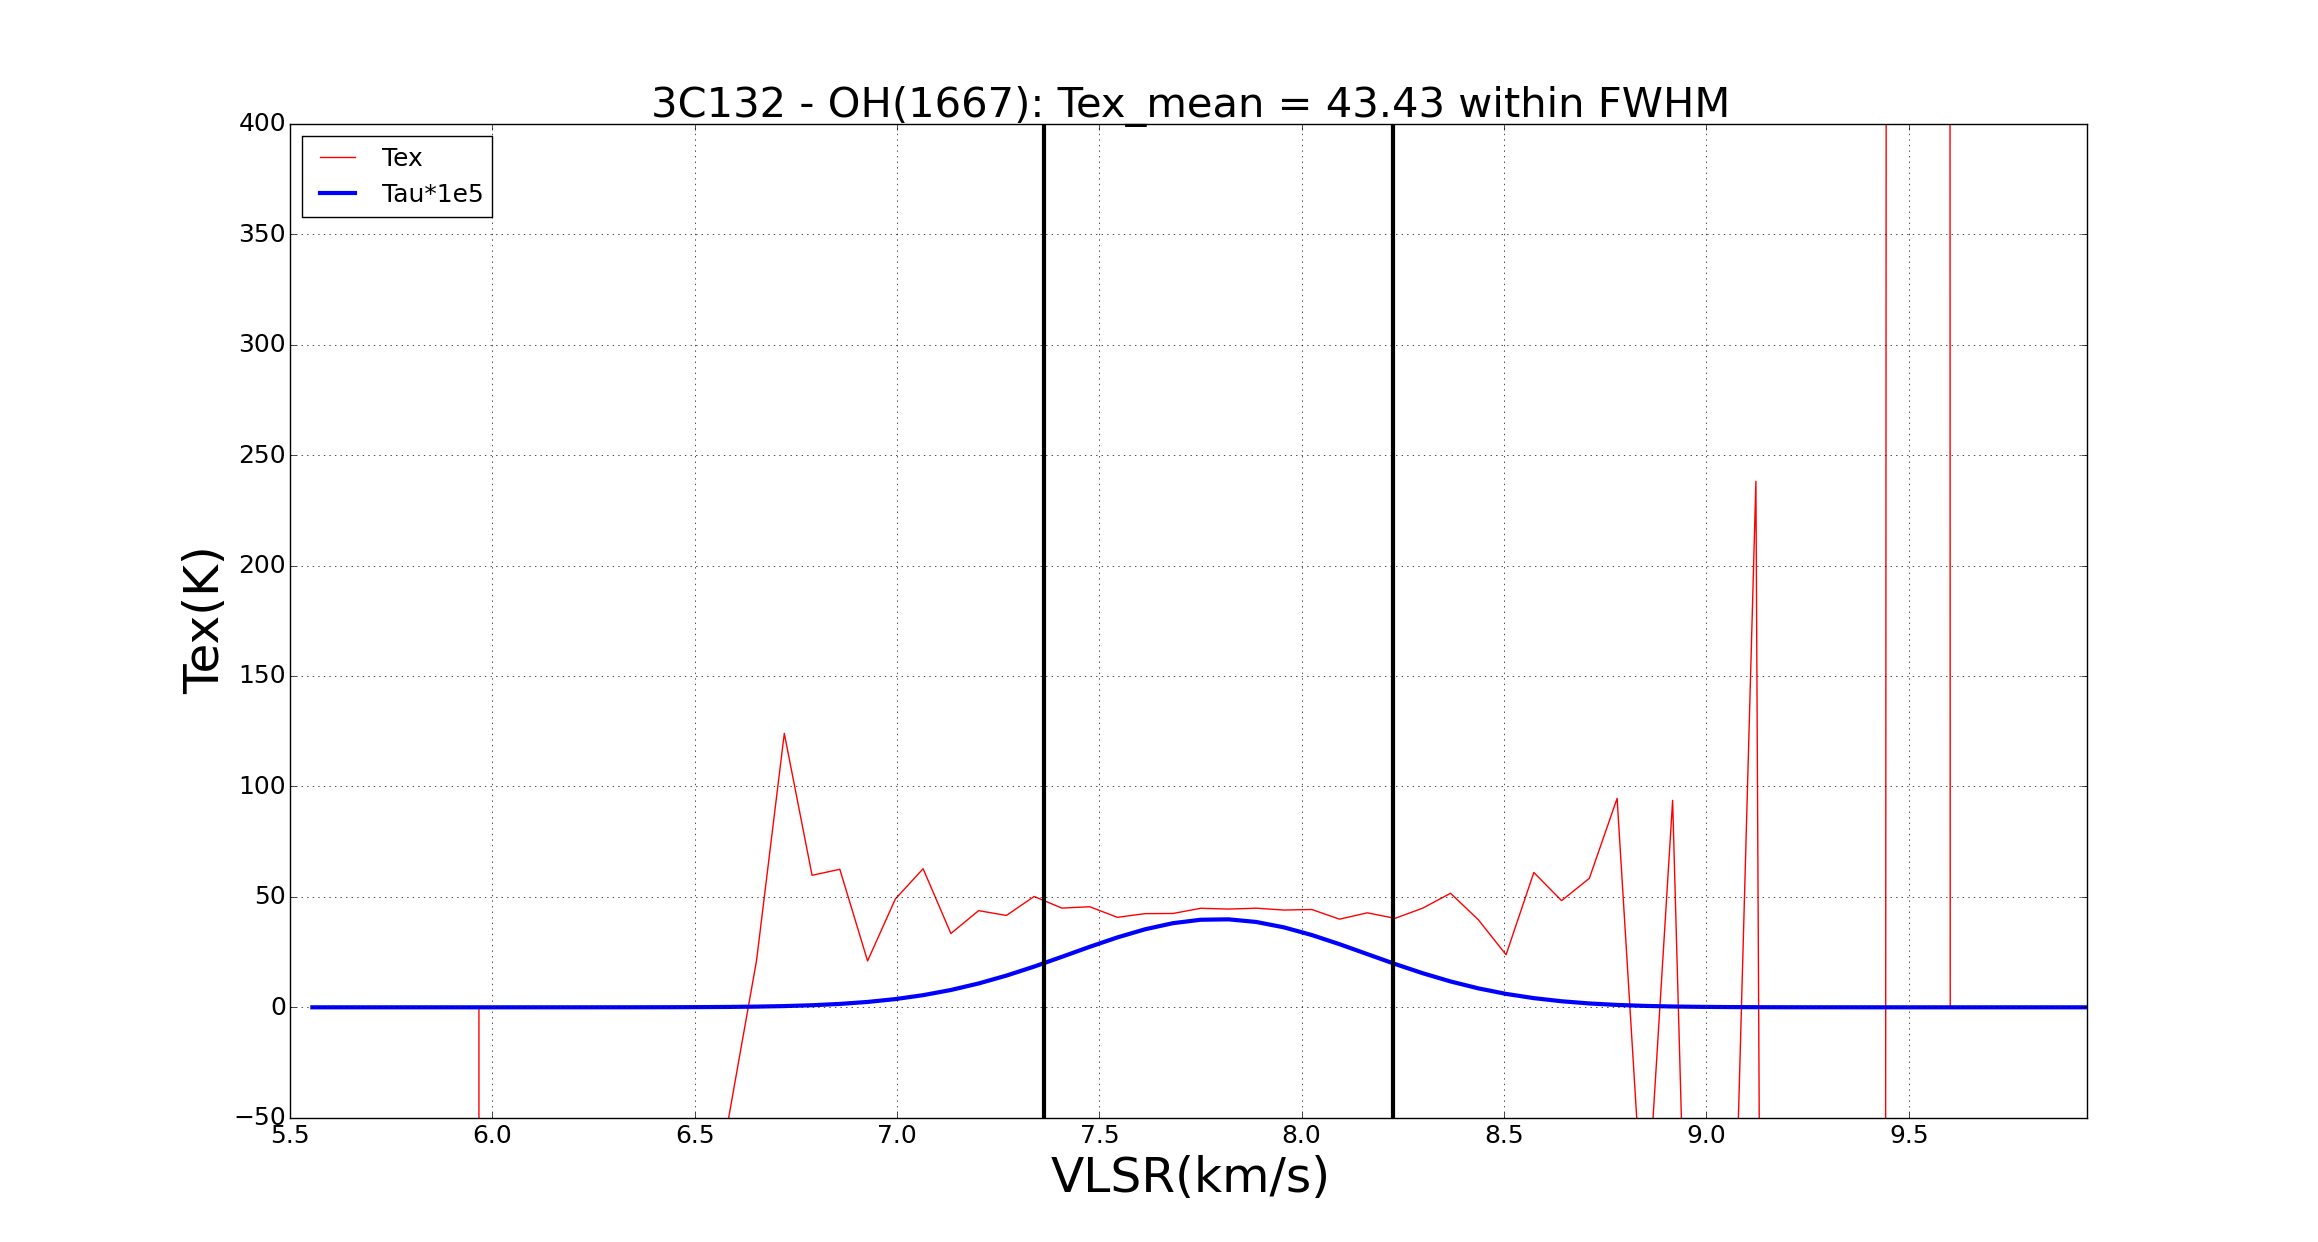 3C132 - OH(1667): Tex_mean = 43.43 within FWHM
Tex
Tau*1e5
400
350
300
250
200
150
100
50
0
−50
Tex(K)
5.5 6.0 6.5 7.0 7.5 8.0 8.5 9.0 9.5
VLSR(km/s)